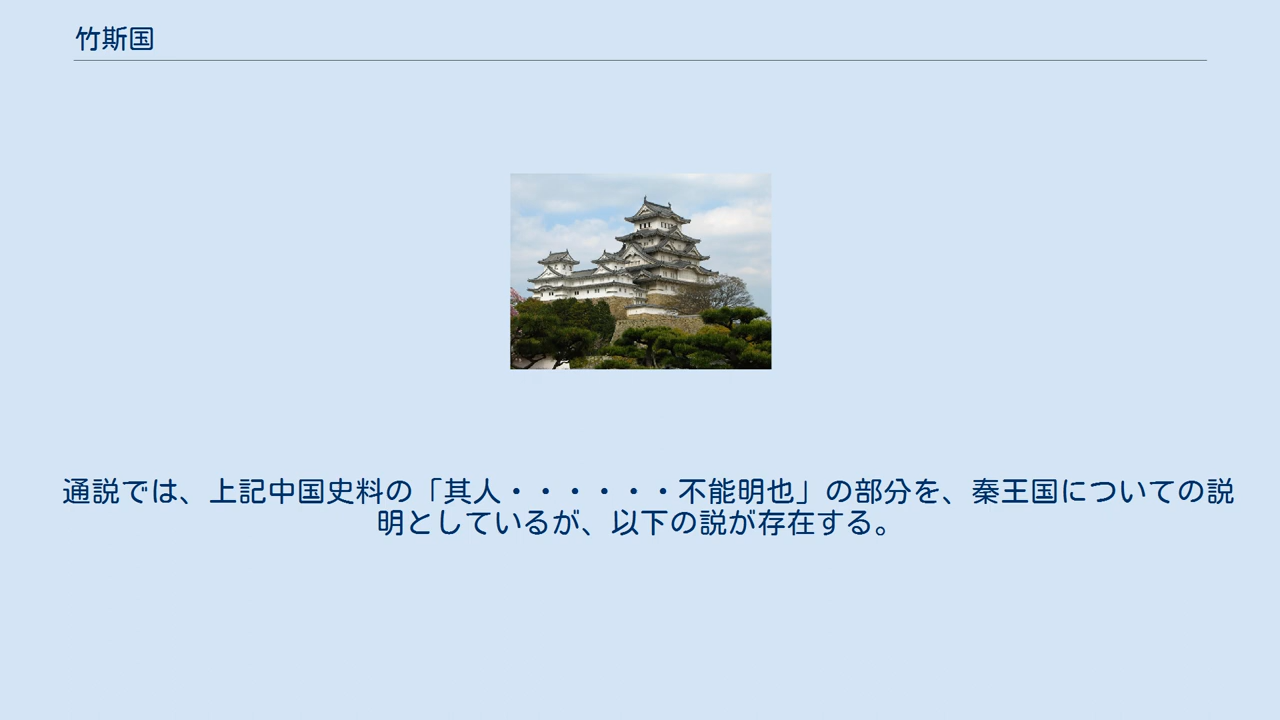 竹斯国
通説では、上記中国史料の「其人・・・・・・不能明也」の部分を、秦王国についての説
明としているが、以下の説が存在する。